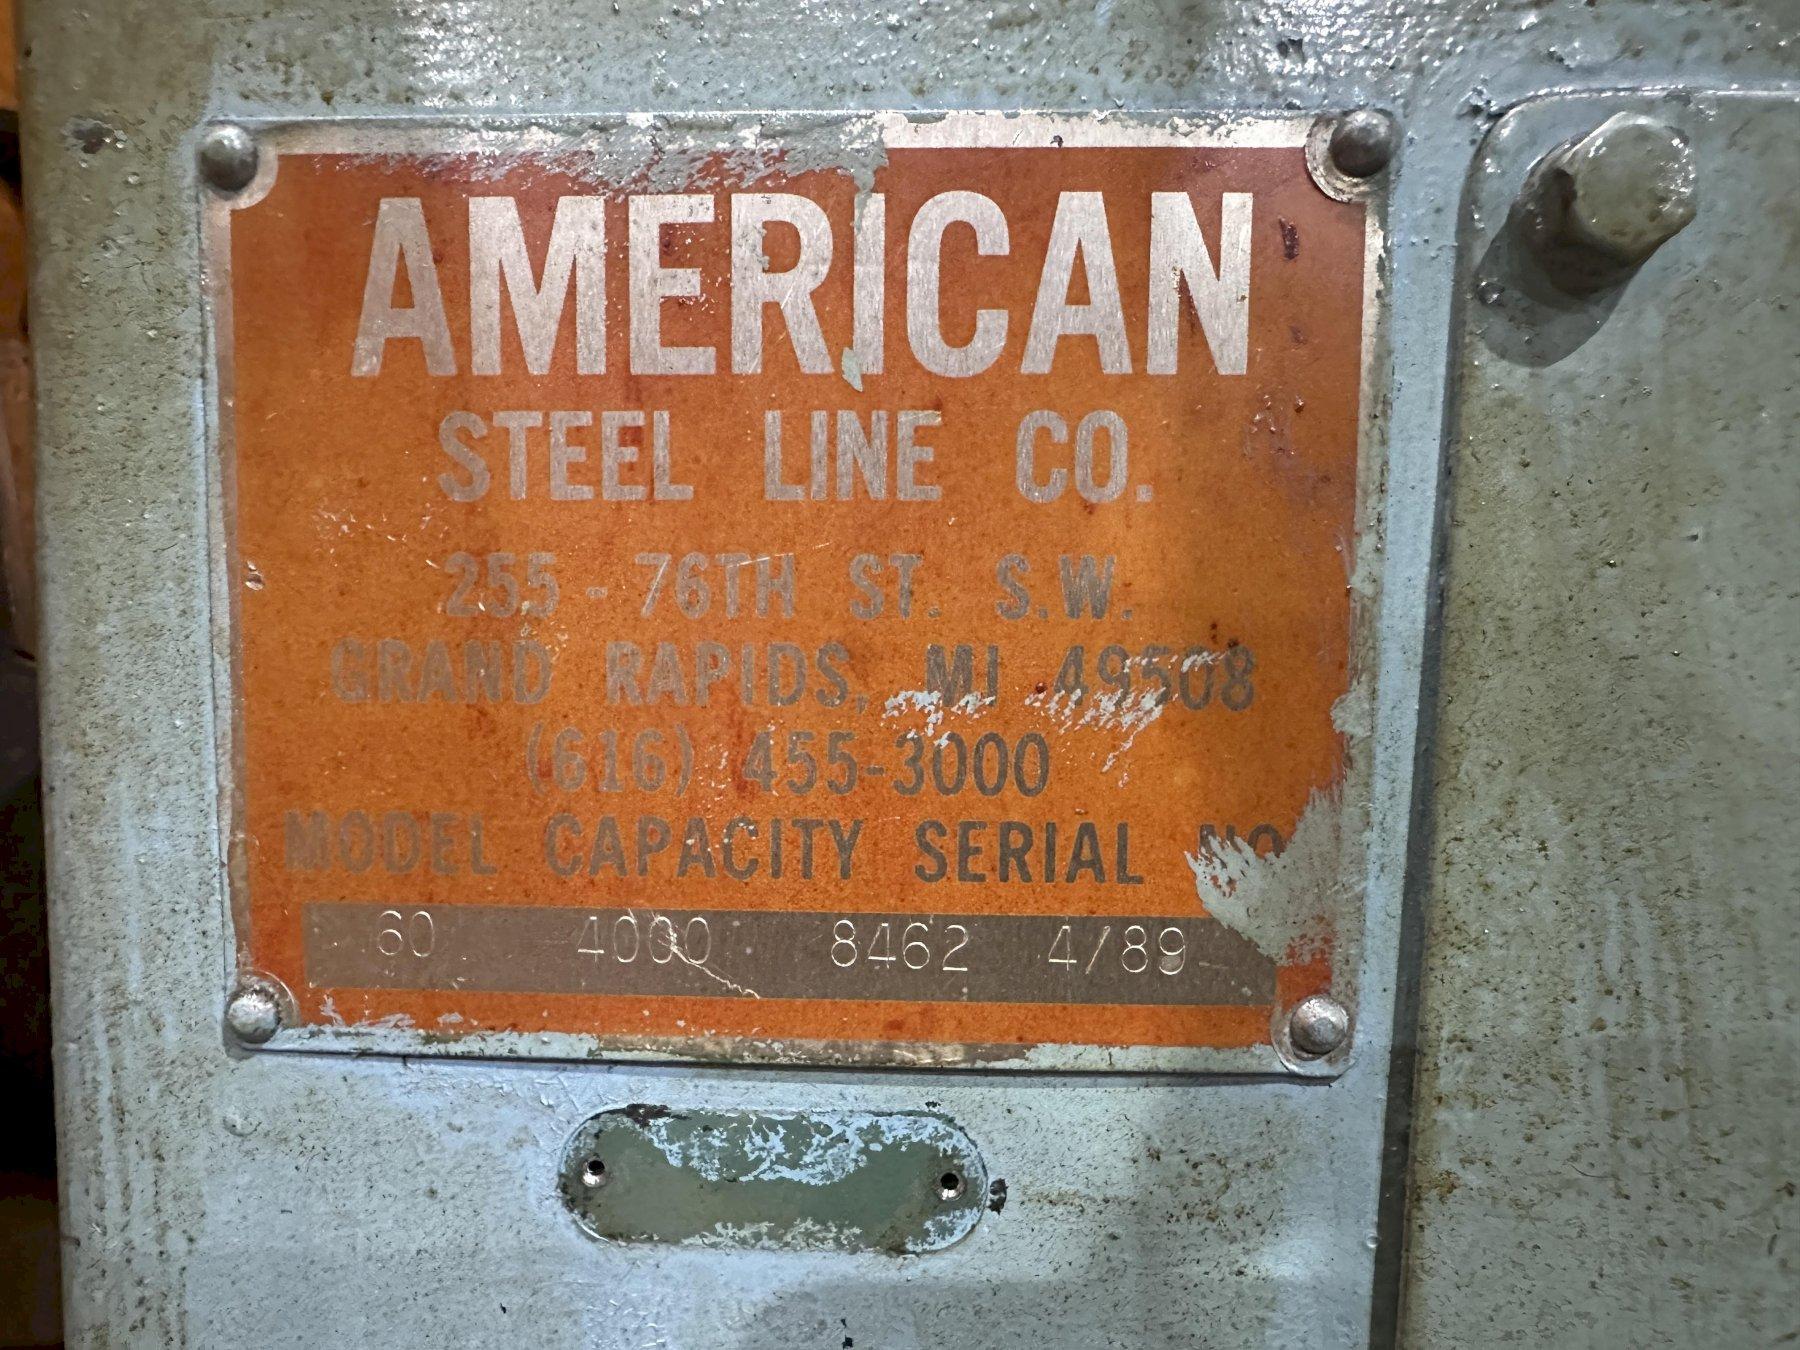 AMERICAN
STEEL LINE CO.
255 - 76TH ST. S.W.
GRAND RAPIDS, MI 49508
(616) 455-3000
MODEL CAPACITY SERIAL NO
60 4000 8462 4/89